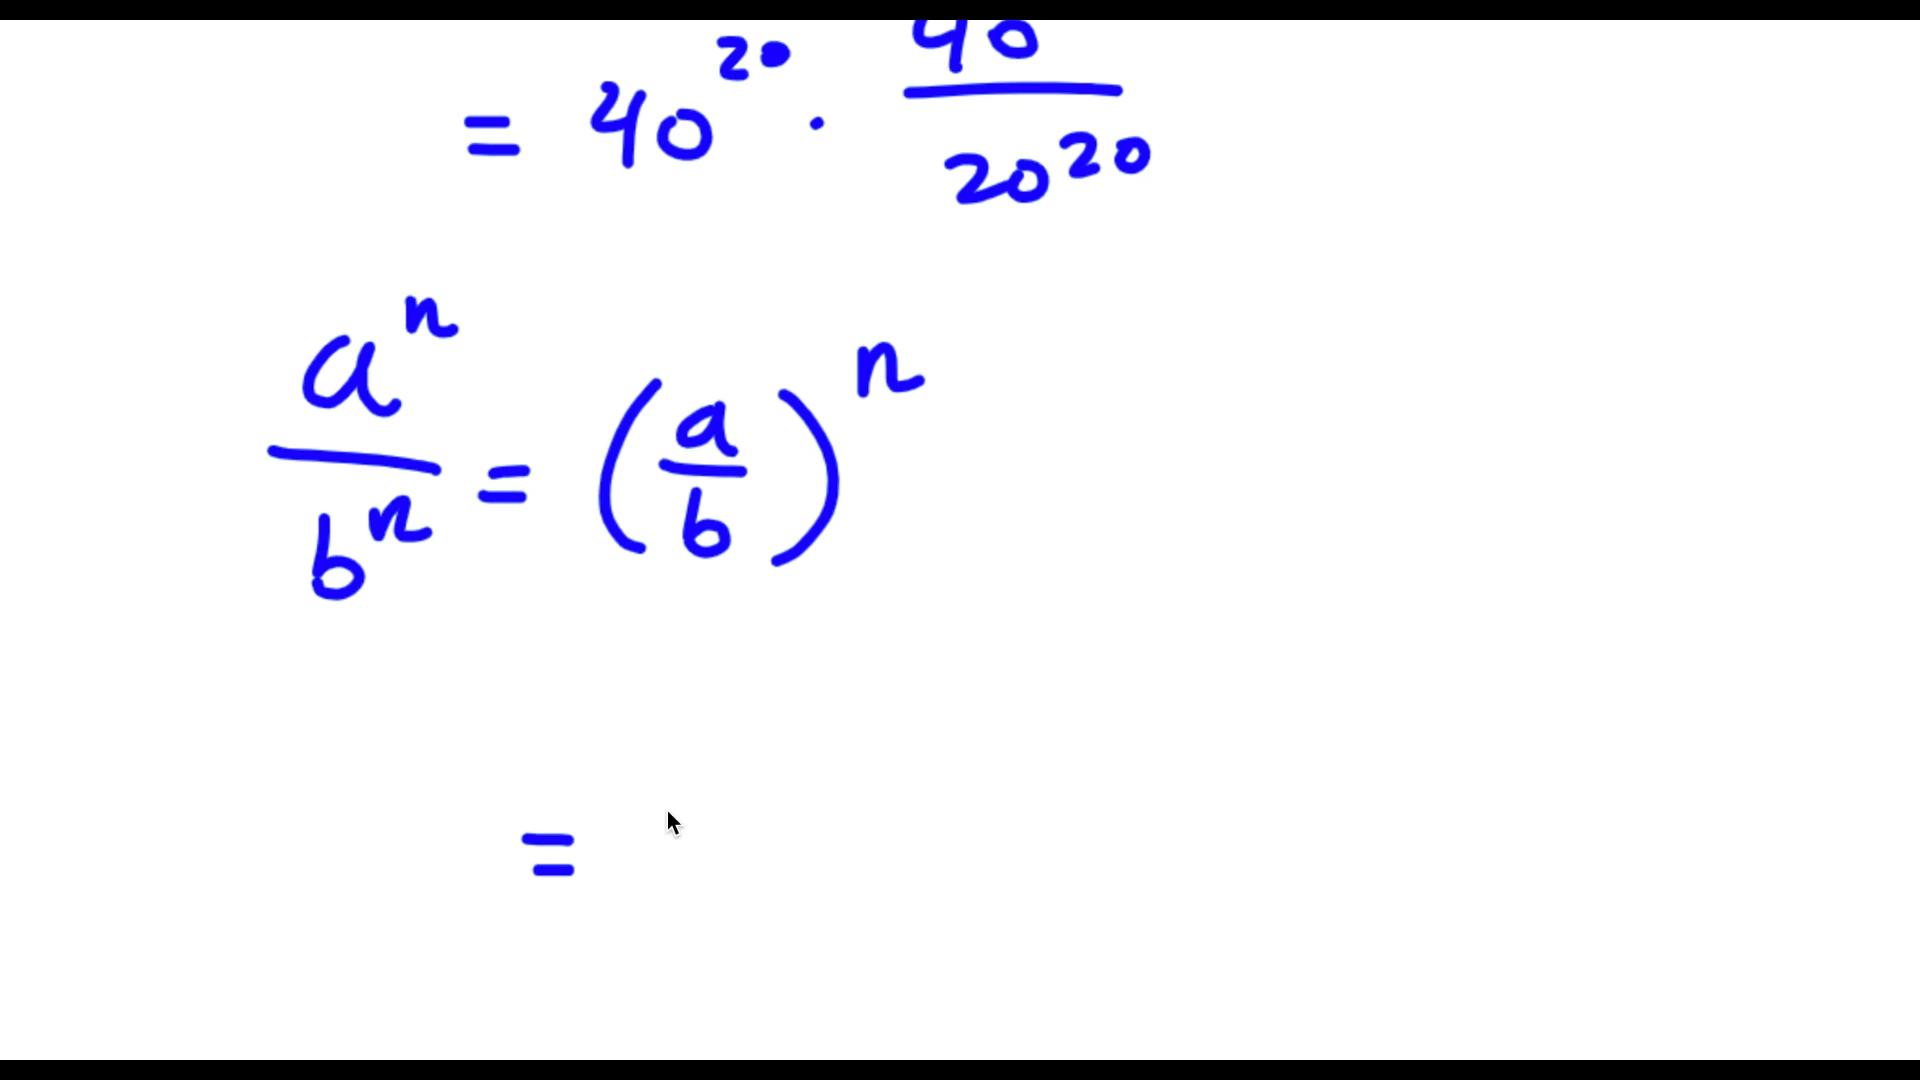 = 40^20 · 40 / 20^20
a^n / b^n = (a / b)^n
=